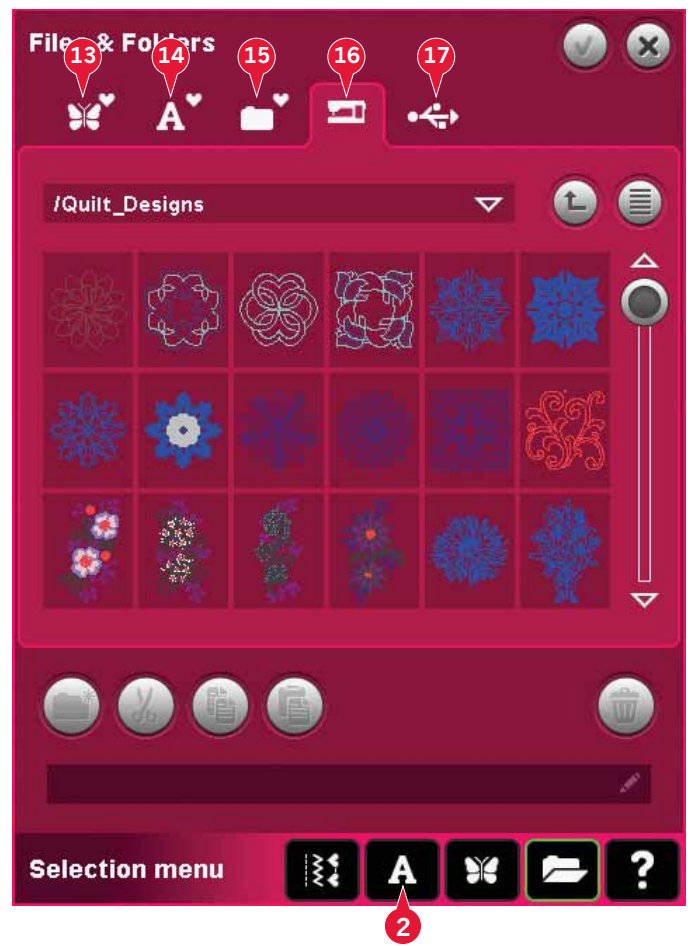 Files & Folders
13 14 15 16 17
A
/Quilt_Designs
Selection menu A ?
2